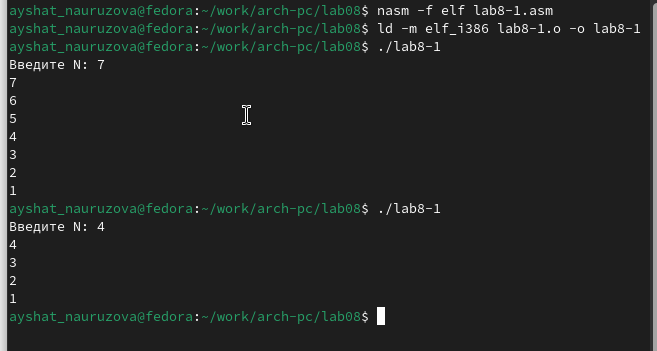 ayshat_nauruzova@fedora:~/work/arch-pc/lab08$ nasm -f elf lab8-1.asm
ayshat_nauruzova@fedora:~/work/arch-pc/lab08$ ld -m elf_i386 lab8-1.o -o lab8-1
ayshat_nauruzova@fedora:~/work/arch-pc/lab08$ ./lab8-1
Введите N: 7
7
6
5
4
3
2
1
ayshat_nauruzova@fedora:~/work/arch-pc/lab08$ ./lab8-1
Введите N: 4
4
3
2
1
ayshat_nauruzova@fedora:~/work/arch-pc/lab08$